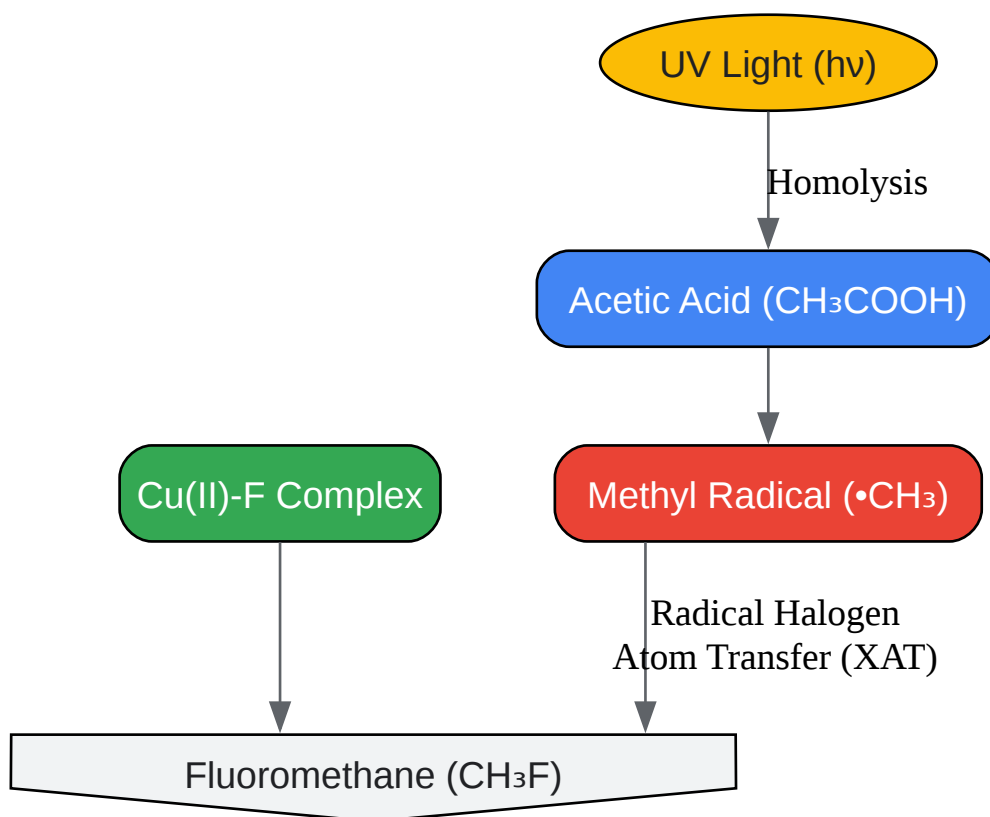 UV Light (hν)
Homolysis
Acetic Acid (CH₃COOH)
Cu(II)-F Complex
Methyl Radical (•CH₃)
Radical Halogen
Atom Transfer (XAT)
Fluoromethane (CH₃F)